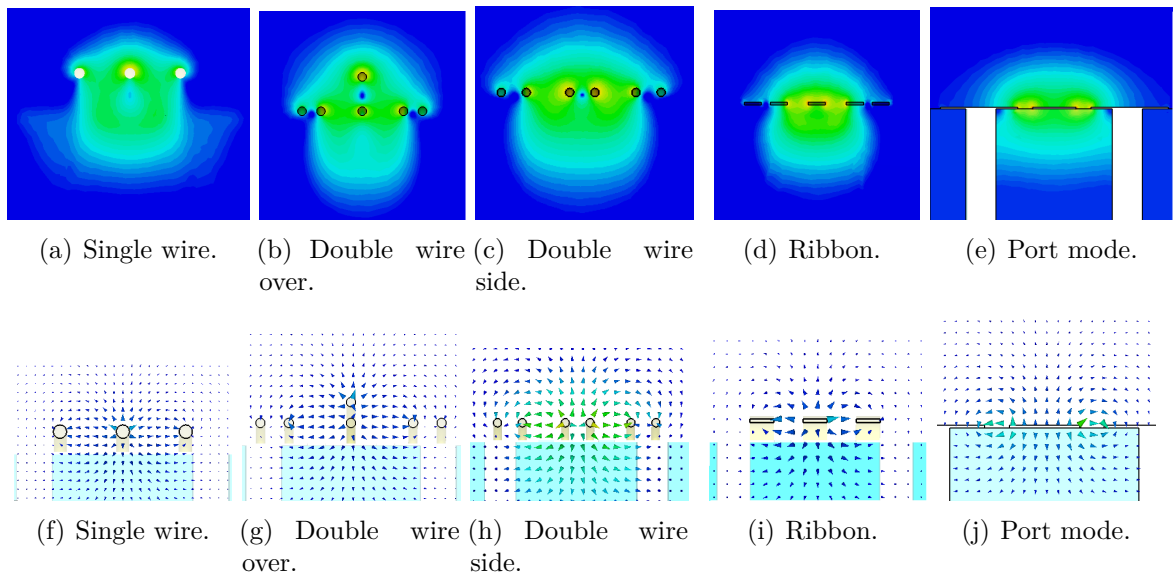 (a) Single wire.
(b) Double wire over.
(c) Double wire side.
(d) Ribbon.
(e) Port mode.
(f) Single wire.
(g) Double wire over.
(h) Double wire side.
(i) Ribbon.
(j) Port mode.